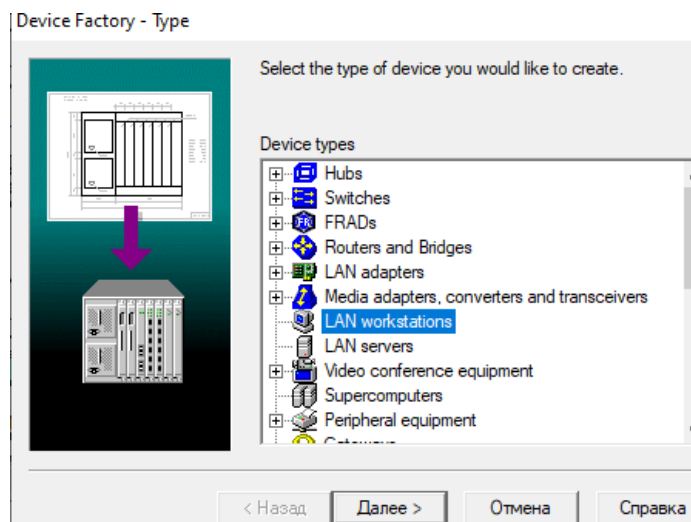 Device Factory - Type
Select the type of device you would like to create.
Device types
Hubs
Switches
FRADs
Routers and Bridges
LAN adapters
Media adapters, converters and transceivers
LAN workstations
LAN servers
Video conference equipment
Supercomputers
Peripheral equipment
< Назад Далее > Отмена Справка